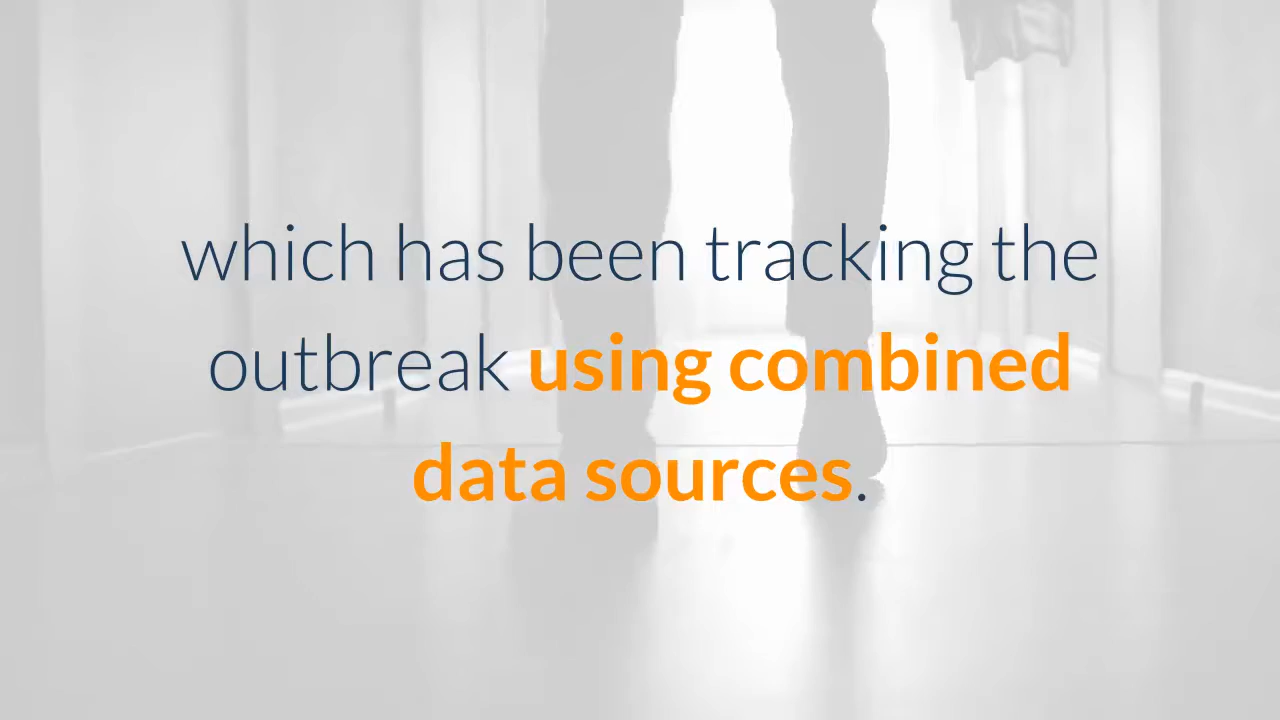 which has been tracking the
outbreak using combined
data sources.